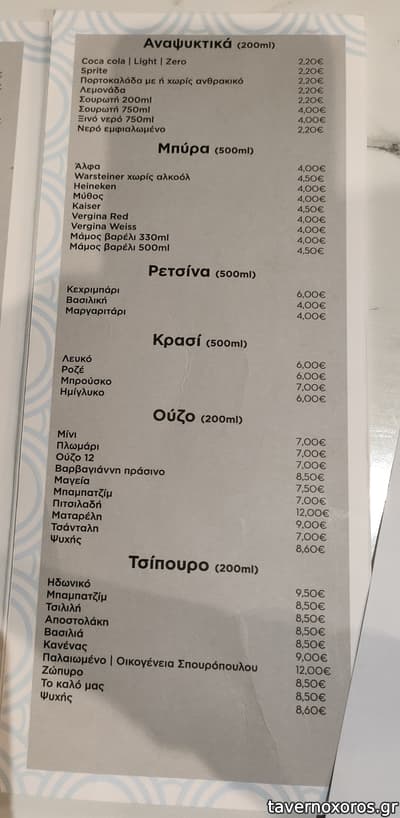 Αναψυκτικά (200ml)
Coca cola | Light | Zero 2,20€
Sprite 2,20€
Πορτοκαλάδα με ή χωρίς ανθρακικό 2,20€
Λεμονάδα 2,20€
Σουρωτή 200ml 2,20€
Σουρωτή 750ml 4,00€
Ξινό νερό 750ml 4,00€
Νερό εμφιαλωμένο 2,20€
Μπύρα (500ml)
Άλφα 4,00€
Warsteiner χωρίς αλκοόλ 4,50€
Heineken 4,00€
Μύθος 4,00€
Kaiser 4,50€
Vergina Red 4,00€
Vergina Weiss 4,00€
Μάμος βαρέλι 330ml 4,00€
Μάμος βαρέλι 500ml 4,50€
Ρετσίνα (500ml)
Κεχριμπάρι 6,00€
Βασιλική 4,00€
Μαργαριτάρι 4,00€
Κρασί (500ml)
Λευκό 6,00€
Ροζέ 6,00€
Μπρούσκο 7,00€
Ημίγλυκο 6,00€
Ούζο (200ml)
Μίνι 7,00€
Πλωμάρι 7,00€
Ούζο 12 7,00€
Βαρβαγιάννη πράσινο 8,50€
Μαγεία 7,50€
Μπαμπατζίμ 7,00€
Πιτσιλαδή 12,00€
Ματαρέλη 9,00€
Τσάνταλη 7,00€
Ψυχής 8,60€
Τσίπουρο (200ml)
Ηδωνικό 9,50€
Μπαμπατζίμ 8,50€
Τσιλιλή 8,50€
Αποστολάκη 8,50€
Βασιλιά 8,50€
Κανένας 9,00€
Παλαιωμένο | Οικογένεια Σπουρόπουλου 12,00€
Ζώπυρο 8,50€
Το καλό μας 8,50€
Ψυχής 8,60€
tavernoxoros.gr